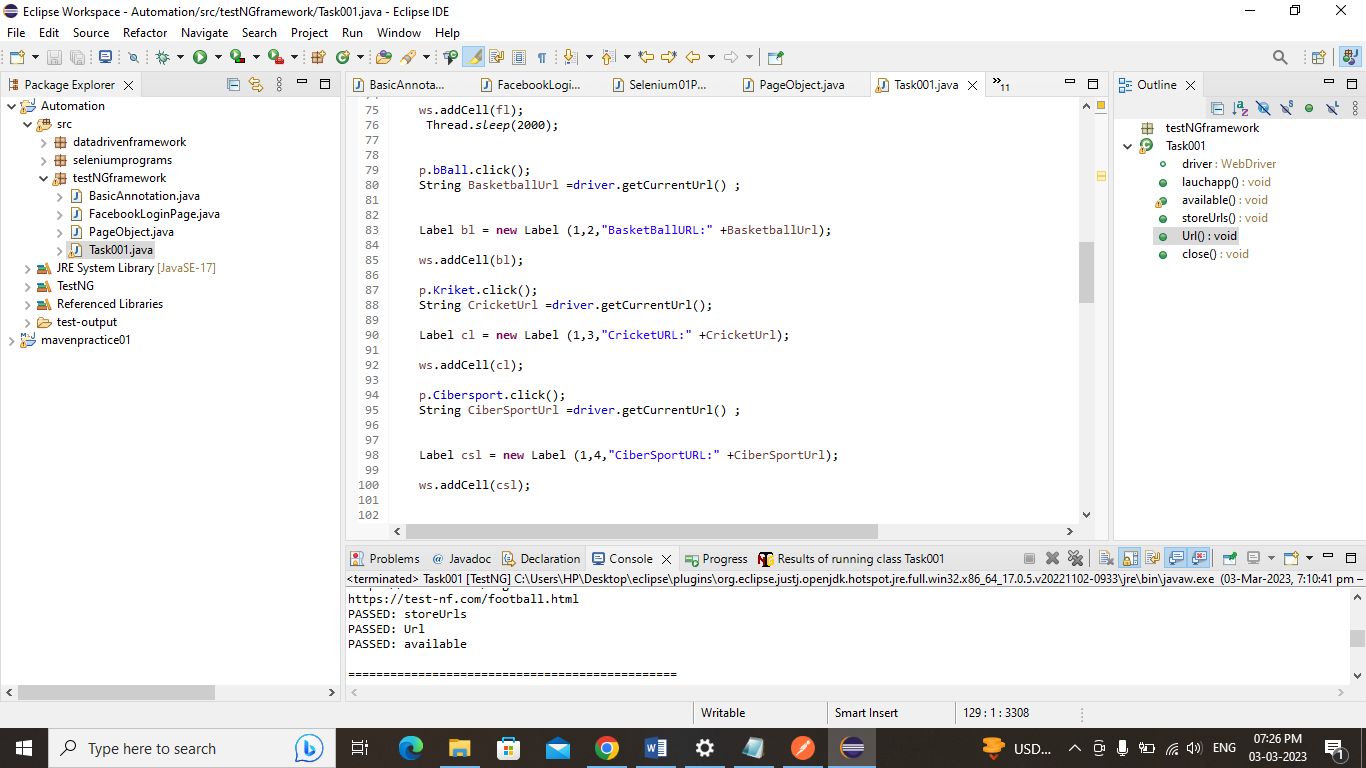 Eclipse Workspace - Automation/src/testNGframework/Task001.java - Eclipse IDE
File Edit Source Refactor Navigate Search Project Run Window Help
Package Explorer
Automation
src
datadrivenframework
seleniumprograms
testNGframework
BasicAnnotation.java
FacebookLoginPage.java
PageObject.java
Task001.java
JRE System Library [JavaSE-17]
TestNG
Referenced Libraries
test-output
mavenpractice01
BasicAnnota... FacebookLogi... Selenium01P... PageObject.java Task001.java 11
75 ws.addCell(fl);
76 Thread.sleep(2000);
77
78
79 p.bBall.click();
80 String BasketballUrl =driver.getCurrentUrl() ;
81
82
83 Label bl = new Label (1,2,"BasketBallURL:" +BasketballUrl);
84
85 ws.addCell(bl);
86
87 p.Kriket.click();
88 String CricketUrl =driver.getCurrentUrl();
89
90 Label cl = new Label (1,3,"CricketURL:" +CricketUrl);
91
92 ws.addCell(cl);
93
94 p.Cibersport.click();
95 String CiberSportUrl =driver.getCurrentUrl() ;
96
97
98 Label csl = new Label (1,4,"CiberSportURL:" +CiberSportUrl);
99
100 ws.addCell(csl);
101
102
Outline
testNGframework
Task001
driver : WebDriver
lauchapp() : void
available() : void
storeUrls() : void
Url() : void
close() : void
Problems Javadoc Declaration Console Progress Results of running class Task001
<terminated> Task001 [TestNG] C:\Users\HP\Desktop\eclipse\plugins\org.eclipse.justj.openjdk.hotspot.jre.full.win32.x86_64_17.0.5.v20221102-0933\jre\bin\javaw.exe (03-Mar-2023, 7:10:41 pm –
https://test-nf.com/football.html
PASSED: storeUrls
PASSED: Url
PASSED: available
===============================================
Writable Smart Insert 129 : 1 : 3308
Type here to search
USD... ENG 07:26 PM
03-03-2023
1